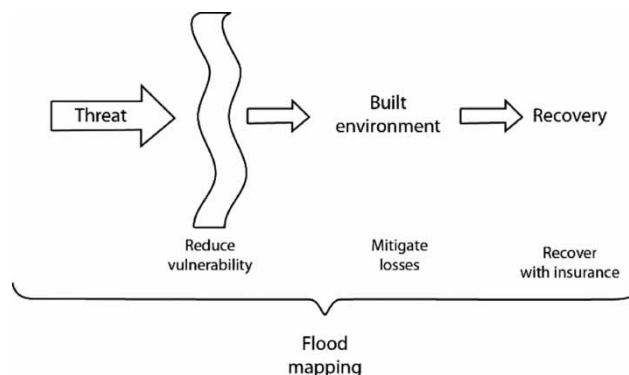 Threat
Built
environment
Recovery
Reduce
vulnerability
Mitigate
losses
Recover
with insurance
Flood
mapping